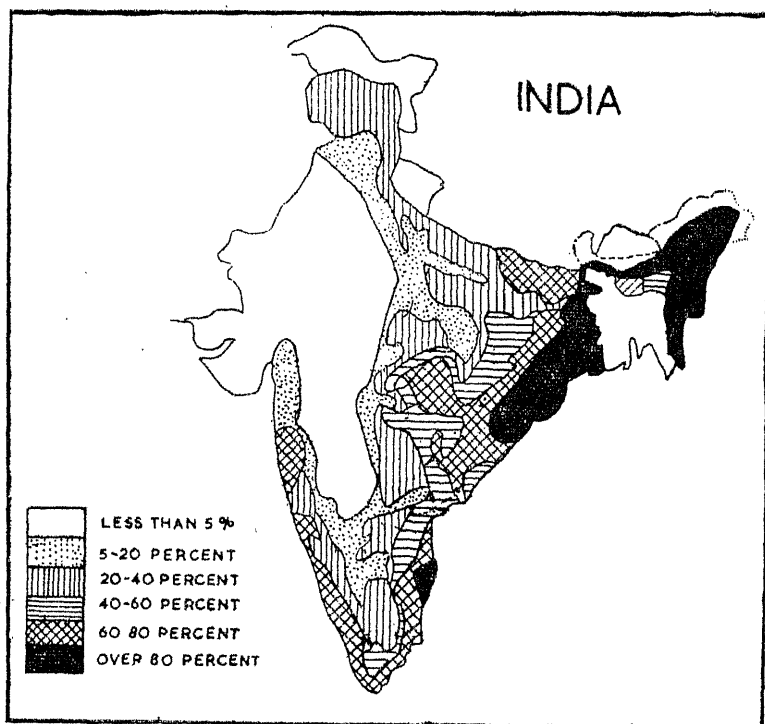 INDIA
LESS THAN 5%
5-20 PERCENT
20-40 PERCENT
40-60 PERCENT
60 80 PERCENT
OVER 80 PERCENT